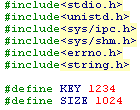 #include<stdio.h>
#include<unistd.h>
#include<sys/ipc.h>
#include<sys/shm.h>
#include<errno.h>
#include<string.h>
#define KEY 1234
#define SIZE 1024